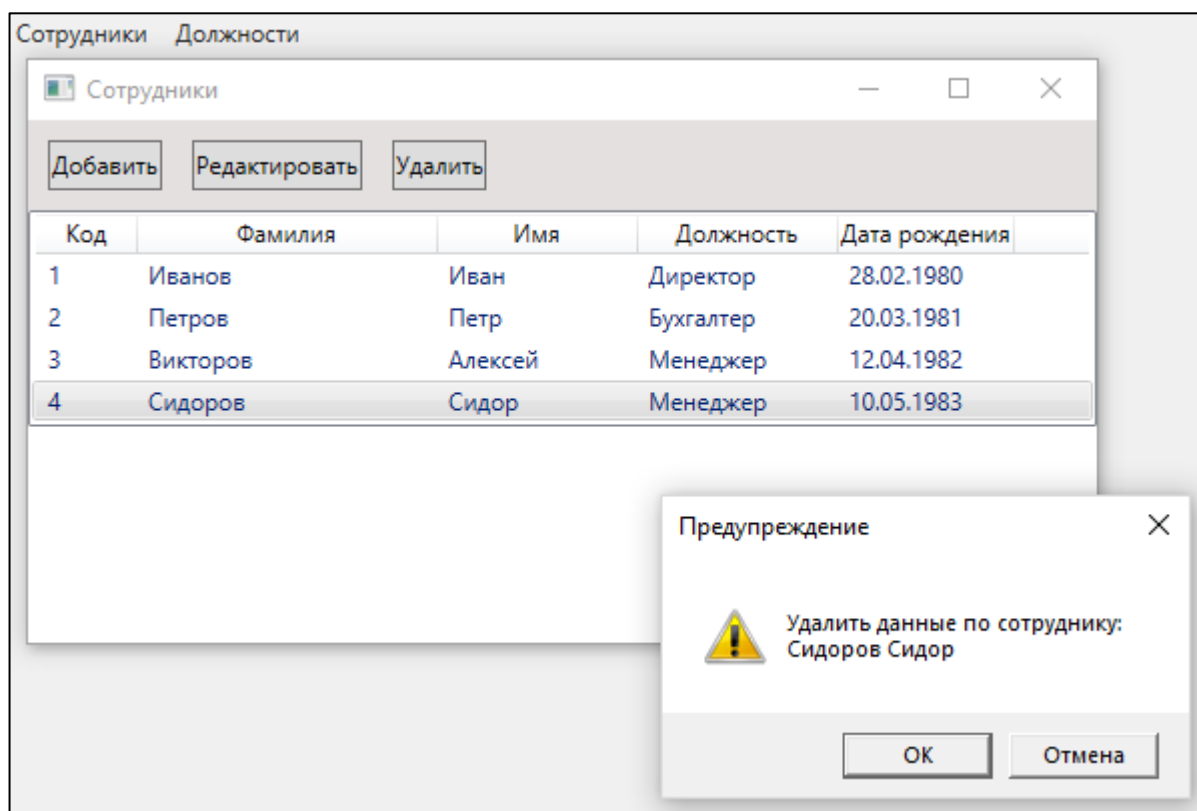 Сотрудники Должности
Сотрудники
Добавить Редактировать Удалить
Код Фамилия Имя Должность Дата рождения
1 Иванов Иван Директор 28.02.1980
2 Петров Петр Бухгалтер 20.03.1981
3 Викторов Алексей Менеджер 12.04.1982
4 Сидоров Сидор Менеджер 10.05.1983
Предупреждение
Удалить данные по сотруднику:
Сидоров Сидор
ОК Отмена